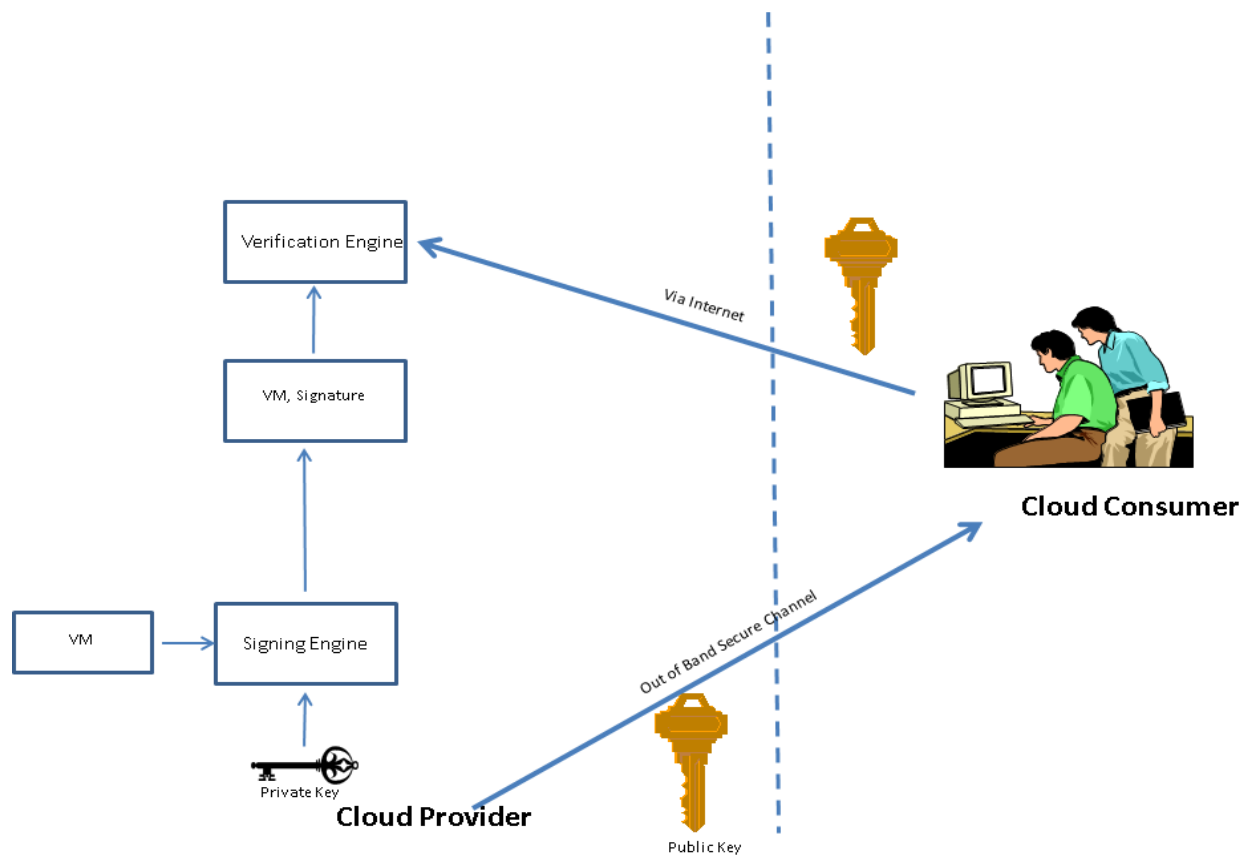 Verification Engine
Via Internet
VM, Signature
Cloud Consumer
Out of Band Secure Channel
VM
Signing Engine
Private Key
Cloud Provider
Public Key